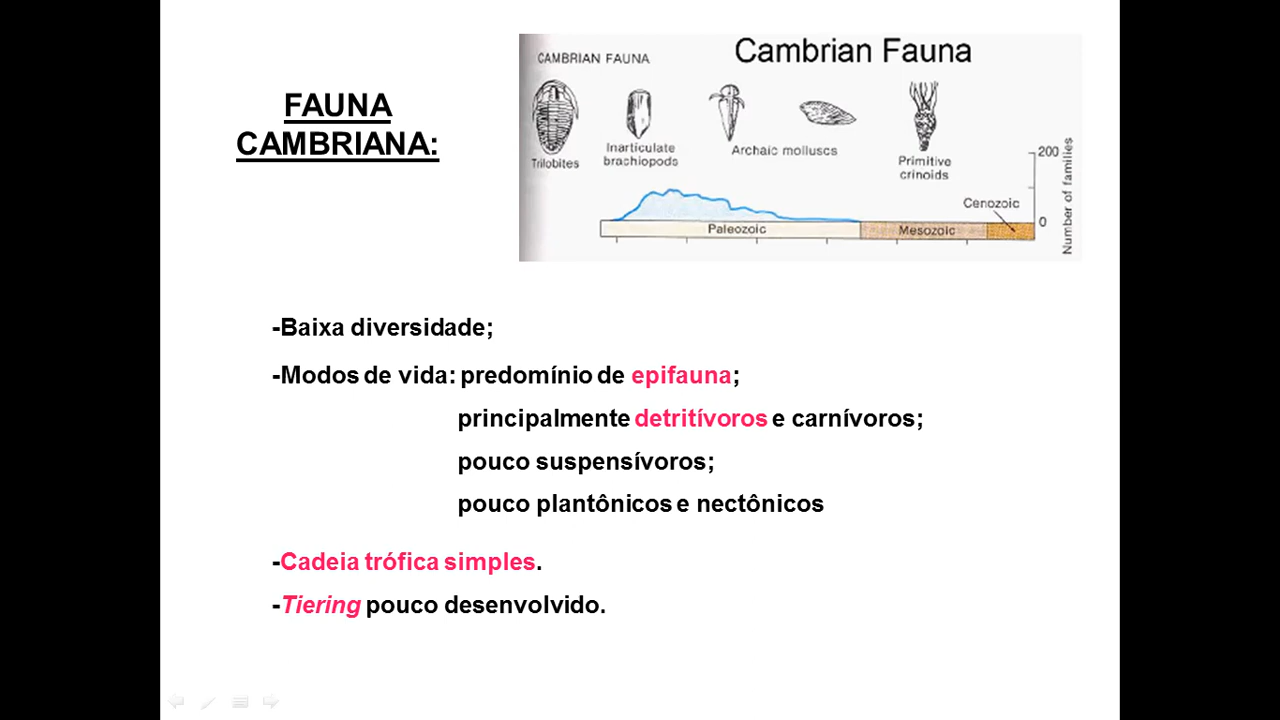 FAUNA
CAMBRIANA:
CAMBRIAN FAUNA
Cambrian Fauna
Trilobites
Inarticulate
brachiopods
Archaic molluscs
Primitive
crinoids
200
Cenozoic
0
Number of families
Paleozoic
Mesozoic
-Baixa diversidade;
-Modos de vida: predomínio de epifauna;
principalmente detritívoros e carnívoros;
pouco suspensívoros;
pouco plantônicos e nectônicos
-Cadeia trófica simples.
-Tiering pouco desenvolvido.